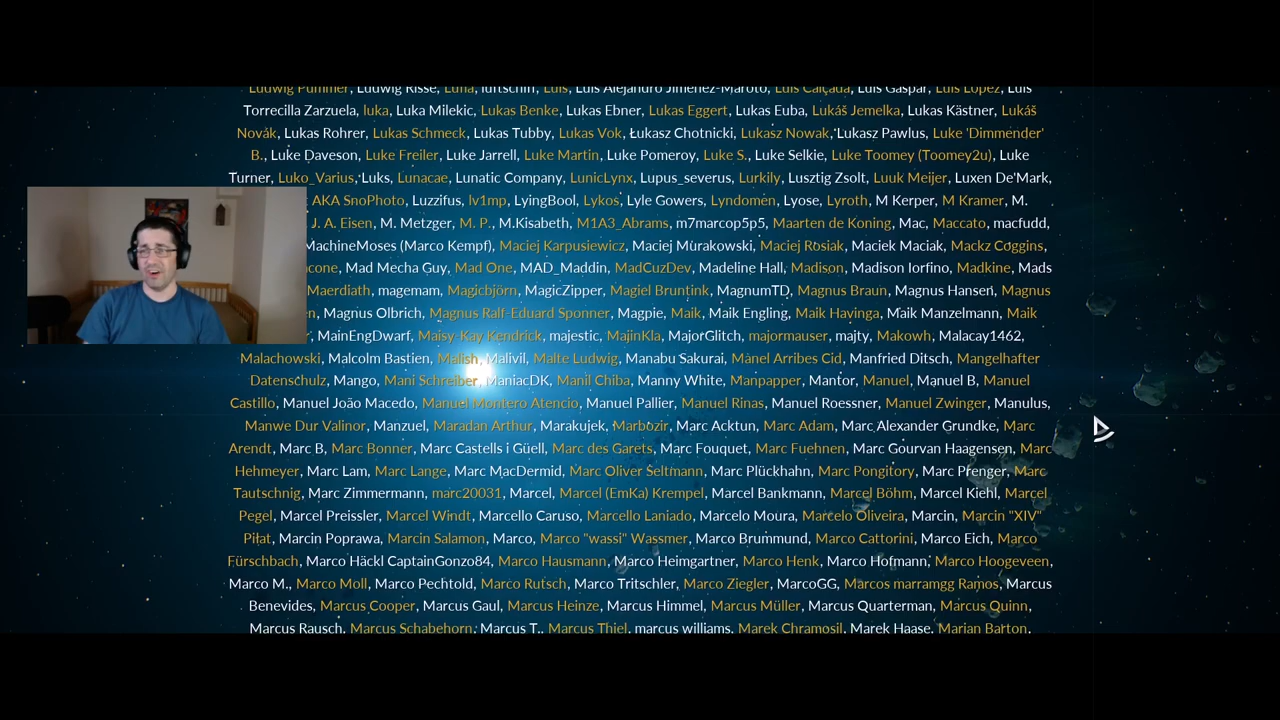 Ludwig Pummer, Ludwig Risse, Luna, luftschiff, Luis, Luis Alejandro Jimenez-Maroto, Luis Calçada, Luis Gaspar, Luis López, Luis
Torrecilla Zarzuela, luka, Luka Milekic, Lukas Benke, Lukas Ebner, Lukas Eggert, Lukas Euba, Lukáš Jemelka, Lukas Kästner, Lukáš
Novák, Lukas Rohrer, Lukas Schmeck, Lukas Tubby, Lukas Vok, Łukasz Chotnicki, Lukasz Nowak, Lukasz Pawlus, Luke 'Dimmender'
B., Luke Daveson, Luke Freiler, Luke Jarrell, Luke Martin, Luke Pomeroy, Luke S., Luke Selkie, Luke Toomey (Toomey2u), Luke
Turner, Luko_Varius, Luks, Lunacae, Lunatic Company, LunicLynx, Lupus_severus, Lurkily, Lusztig Zsolt, Luuk Meijer, Luxen De'Mark,
AKA SnoPhoto, Luzzifus, lv1mp, LyingBool, Lykos, Lyle Gowers, Lyndomen, Lyose, Lyroth, M Kerper, M Kramer, M.
J. A. Eisen, M. Metzger, M. P., M.Kisabeth, M1A3_Abrams, m7marcop5p5, Maarten de Koning, Mac, Maccato, macfudd,
MachineMoses (Marco Kempf), Maciej Karpusiewicz, Maciej Murakowski, Maciej Rosiak, Maciek Maciak, Mackz Coggins,
Mad Mecha Guy, Mad One, MAD_Maddin, MadCuzDev, Madeline Hall, Madison, Madison Iorfino, Madkine, Mads
Maerdiath, magemam, Magicbjörn, MagicZipper, Magiel Bruntink, MagnumTD, Magnus Braun, Magnus Hansen, Magnus
Magnus Olbrich, Magnus Ralf-Eduard Sponner, Magpie, Maik, Maik Engling, Maik Havinga, Maik Manzelmann, Maik
MainEngDwarf, Maisy-Kay Kendrick, majestic, MajinKla, MajorGlitch, majormauser, majty, Makowh, Malacay1462,
Malachowski, Malcolm Bastien, Malish, Malivil, Malte Ludwig, Manabu Sakurai, Manel Arribes Cid, Manfried Ditsch, Mangelhafter
Datenschulz, Mango, Mani Schreiber, ManiacDK, Manil Chiba, Manny White, Manpapper, Mantor, Manuel, Manuel B, Manuel
Castillo, Manuel João Macedo, Manuel Montero Atencio, Manuel Pallier, Manuel Rinas, Manuel Roessner, Manuel Zwinger, Manulus,
Manwe Dur Valinor, Manzuel, Maradan Arthur, Marakujek, Marbozir, Marc Acktun, Marc Adam, Marc Alexander Grundke, Marc
Arendt, Marc B, Marc Bonner, Marc Castells i Güell, Marc des Garets, Marc Fouquet, Marc Fuehnen, Marc Gourvan Haagensen, Marc
Hehmeyer, Marc Lam, Marc Lange, Marc MacDermid, Marc Oliver Seltmann, Marc Plückhahn, Marc Pongitory, Marc Prenger, Marc
Tautschnig, Marc Zimmermann, marc20031, Marcel, Marcel (EmKa) Krempel, Marcel Bankmann, Marcel Böhm, Marcel Kiehl, Marcel
Pegel, Marcel Preissler, Marcel Windt, Marcello Caruso, Marcello Laniado, Marcelo Moura, Marcelo Oliveira, Marcin, Marcin "XIV"
Piłat, Marcin Poprawa, Marcin Salamon, Marco, Marco "wassi" Wassmer, Marco Brummund, Marco Cattorini, Marco Eich, Marco
Fürschbach, Marco Häckl CaptainGonzo84, Marco Hausmann, Marco Heimgartner, Marco Henk, Marco Hofmann, Marco Hoogeveen,
Marco M., Marco Moll, Marco Pechtold, Marco Rutsch, Marco Tritschler, Marco Ziegler, MarcoGG, Marcos marramgg Ramos, Marcus
Benevides, Marcus Cooper, Marcus Gaul, Marcus Heinze, Marcus Himmel, Marcus Müller, Marcus Quarterman, Marcus Quinn,
Marcus Rausch, Marcus Schabehorn, Marcus T., Marcus Thiel, marcus williams, Marek Chramosil, Marek Haase, Marian Barton,